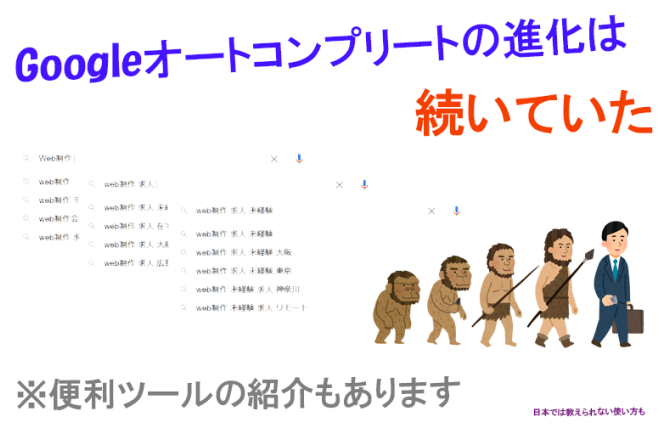 Googleオートコンプリートの進化は
続いていた
Web制作
web制作
web制作
web制作会
web制作 求
web制作 求人
web制作 求人 未経
web制作 求人 在
web制作 求人 大阪
web制作 求人 広島
web制作 求人 未経験
web制作 求人 未経験
web制作 求人 未経験 大阪
web制作 求人 未経験 東京
web制作 未経験 求人 神奈川
web制作 未経験 求人 リモート
※便利ツールの紹介もあります
日本では教えられない使い方も